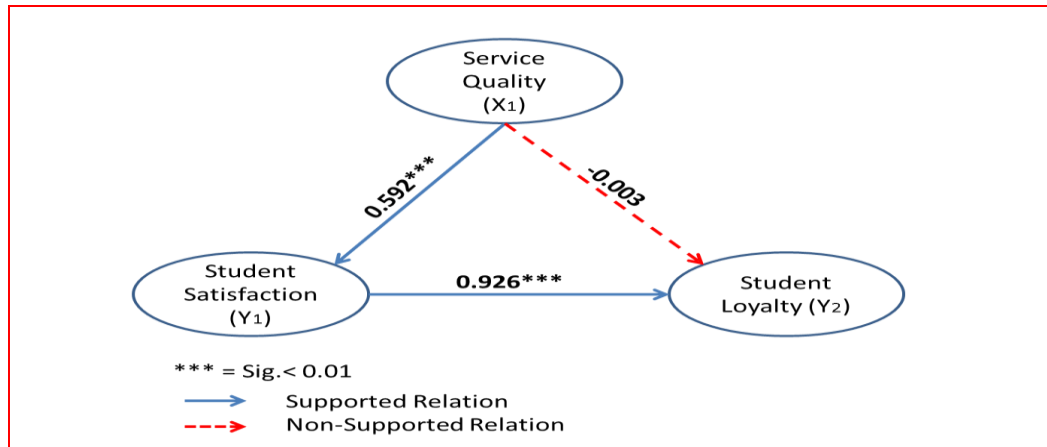 Service
Quality
(X1)
0.592***
-0.003
Student
Satisfaction
(Y1)
0.926***
Student
Loyalty (Y2)
*** = Sig.< 0.01
Supported Relation
Non-Supported Relation